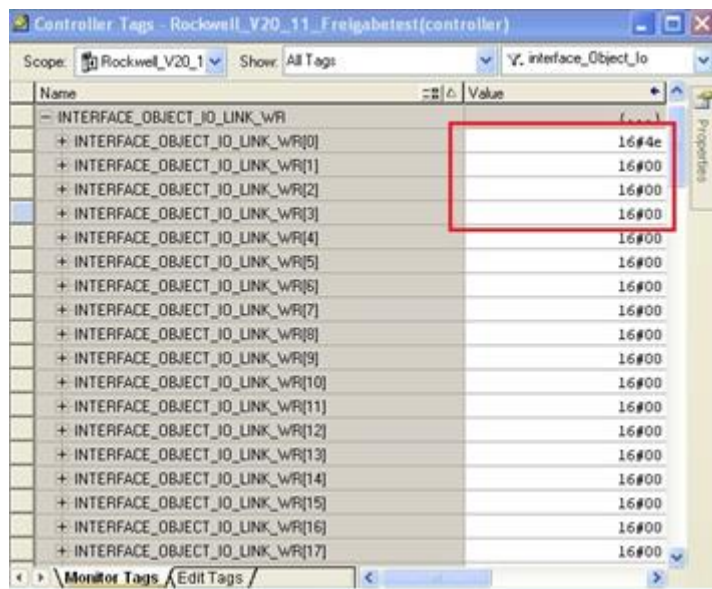 Controller Tags - Rockwell_V20_11_Freigabetest(controller)
Scope: Rockwell_V20_1 Show: All Tags interface_Object_Io
Name Value
INTERFACE_OBJECT_IO_LINK_WR {...}
+ INTERFACE_OBJECT_IO_LINK_WR[0] 16#4e
+ INTERFACE_OBJECT_IO_LINK_WR[1] 16#00
+ INTERFACE_OBJECT_IO_LINK_WR[2] 16#00
+ INTERFACE_OBJECT_IO_LINK_WR[3] 16#00
+ INTERFACE_OBJECT_IO_LINK_WR[4] 16#00
+ INTERFACE_OBJECT_IO_LINK_WR[5] 16#00
+ INTERFACE_OBJECT_IO_LINK_WR[6] 16#00
+ INTERFACE_OBJECT_IO_LINK_WR[7] 16#00
+ INTERFACE_OBJECT_IO_LINK_WR[8] 16#00
+ INTERFACE_OBJECT_IO_LINK_WR[9] 16#00
+ INTERFACE_OBJECT_IO_LINK_WR[10] 16#00
+ INTERFACE_OBJECT_IO_LINK_WR[11] 16#00
+ INTERFACE_OBJECT_IO_LINK_WR[12] 16#00
+ INTERFACE_OBJECT_IO_LINK_WR[13] 16#00
+ INTERFACE_OBJECT_IO_LINK_WR[14] 16#00
+ INTERFACE_OBJECT_IO_LINK_WR[15] 16#00
+ INTERFACE_OBJECT_IO_LINK_WR[16] 16#00
+ INTERFACE_OBJECT_IO_LINK_WR[17] 16#00
Monitor Tags Edit Tags
Properties